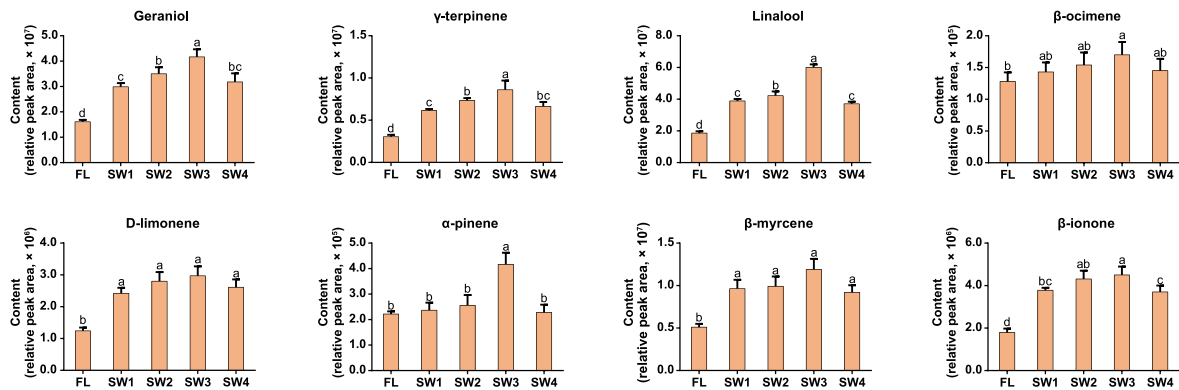 Geraniol
Content
(relative peak area, × 10⁷)
5.0
4.0
3.0
2.0
1.0
0.0
d
c
b
a
bc
FL SW1 SW2 SW3 SW4
γ-terpinene
Content
(relative peak area, × 10⁷)
1.5
1.0
0.5
0.0
d
c
b
a
bc
FL SW1 SW2 SW3 SW4
Linalool
Content
(relative peak area, × 10⁷)
8.0
6.0
4.0
2.0
0.0
d
c
b
a
c
FL SW1 SW2 SW3 SW4
β-ocimene
Content
(relative peak area, × 10⁵)
2.0
1.5
1.0
0.5
0.0
b
ab
ab
a
ab
FL SW1 SW2 SW3 SW4
D-limonene
Content
(relative peak area, × 10⁶)
4.0
3.0
2.0
1.0
0.0
b
a
a
a
a
FL SW1 SW2 SW3 SW4
α-pinene
Content
(relative peak area, × 10⁵)
5.0
4.0
3.0
2.0
1.0
0.0
b
b
b
a
b
FL SW1 SW2 SW3 SW4
β-myrcene
Content
(relative peak area, × 10⁷)
1.5
1.0
0.5
0.0
b
a
a
a
a
FL SW1 SW2 SW3 SW4
β-ionone
Content
(relative peak area, × 10⁶)
6.0
4.0
2.0
0.0
d
bc
ab
a
c
FL SW1 SW2 SW3 SW4